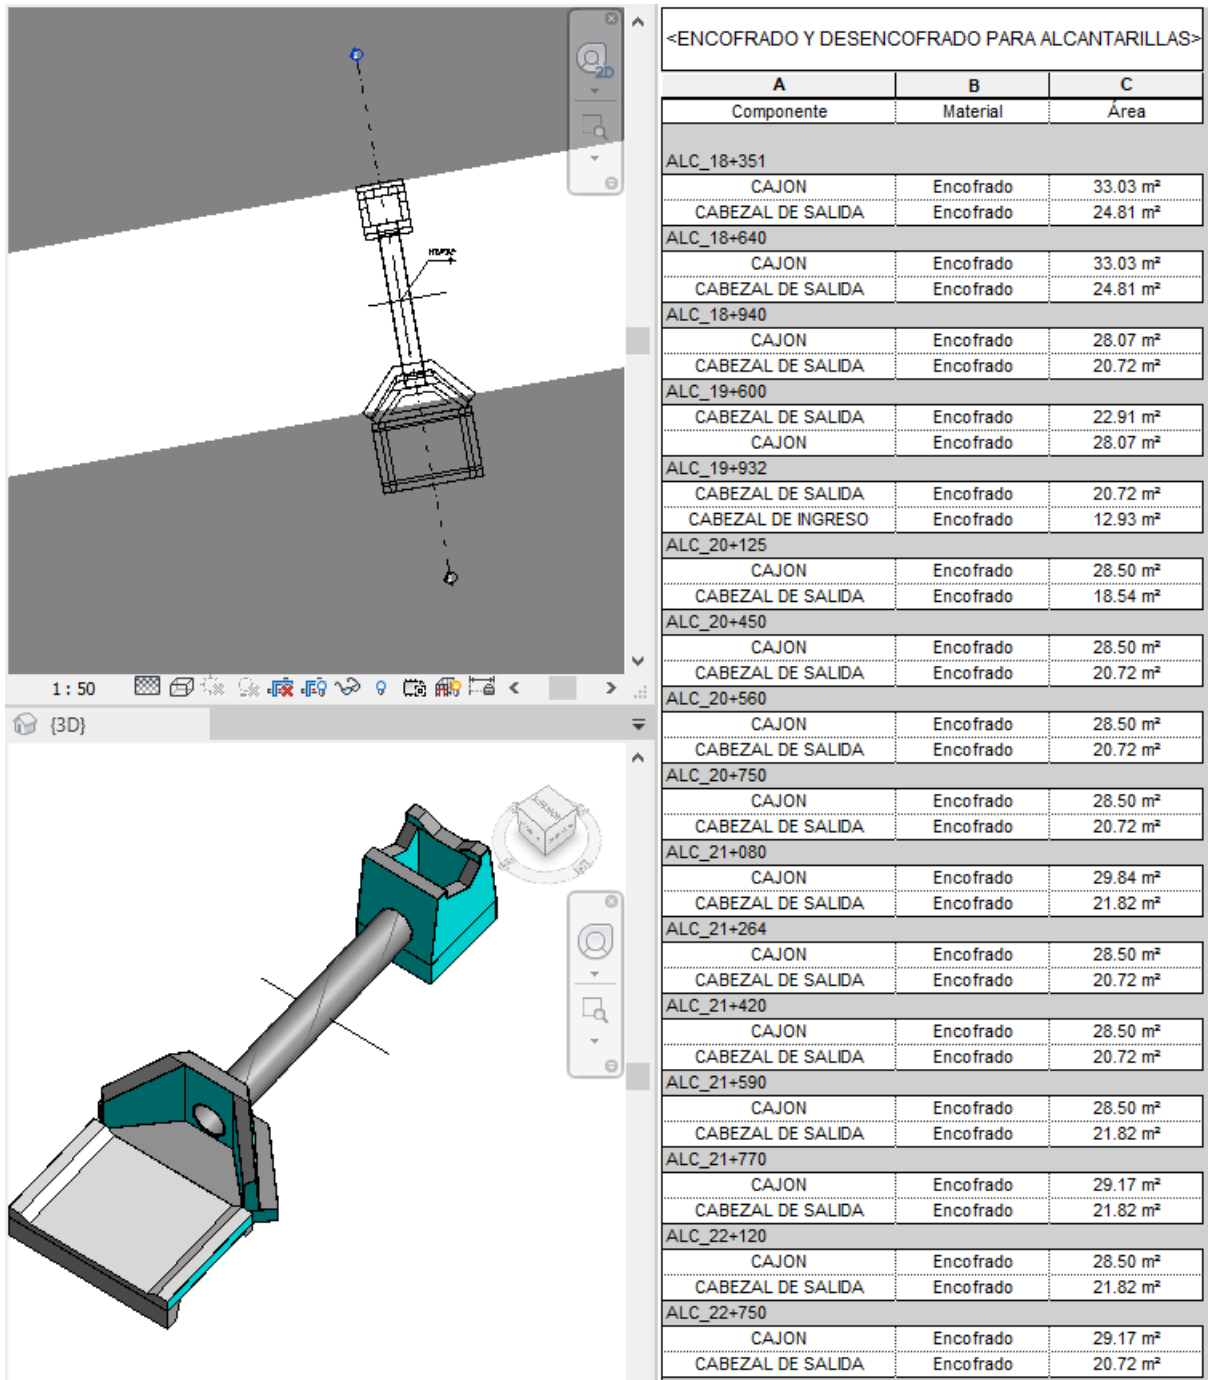 2D
1 : 50
{3D}
<ENCOFRADO Y DESENCOFRADO PARA ALCANTARILLAS>
A B C
Componente Material Área
ALC_18+351
CAJON Encofrado 33.03 m²
CABEZAL DE SALIDA Encofrado 24.81 m²
ALC_18+640
CAJON Encofrado 33.03 m²
CABEZAL DE SALIDA Encofrado 24.81 m²
ALC_18+940
CAJON Encofrado 28.07 m²
CABEZAL DE SALIDA Encofrado 20.72 m²
ALC_19+600
CABEZAL DE SALIDA Encofrado 22.91 m²
CAJON Encofrado 28.07 m²
ALC_19+932
CABEZAL DE SALIDA Encofrado 20.72 m²
CABEZAL DE INGRESO Encofrado 12.93 m²
ALC_20+125
CAJON Encofrado 28.50 m²
CABEZAL DE SALIDA Encofrado 18.54 m²
ALC_20+450
CAJON Encofrado 28.50 m²
CABEZAL DE SALIDA Encofrado 20.72 m²
ALC_20+560
CAJON Encofrado 28.50 m²
CABEZAL DE SALIDA Encofrado 20.72 m²
ALC_20+750
CAJON Encofrado 28.50 m²
CABEZAL DE SALIDA Encofrado 20.72 m²
ALC_21+080
CAJON Encofrado 29.84 m²
CABEZAL DE SALIDA Encofrado 21.82 m²
ALC_21+264
CAJON Encofrado 28.50 m²
CABEZAL DE SALIDA Encofrado 20.72 m²
ALC_21+420
CAJON Encofrado 28.50 m²
CABEZAL DE SALIDA Encofrado 20.72 m²
ALC_21+590
CAJON Encofrado 28.50 m²
CABEZAL DE SALIDA Encofrado 21.82 m²
ALC_21+770
CAJON Encofrado 29.17 m²
CABEZAL DE SALIDA Encofrado 21.82 m²
ALC_22+120
CAJON Encofrado 28.50 m²
CABEZAL DE SALIDA Encofrado 21.82 m²
ALC_22+750
CAJON Encofrado 29.17 m²
CABEZAL DE SALIDA Encofrado 20.72 m²